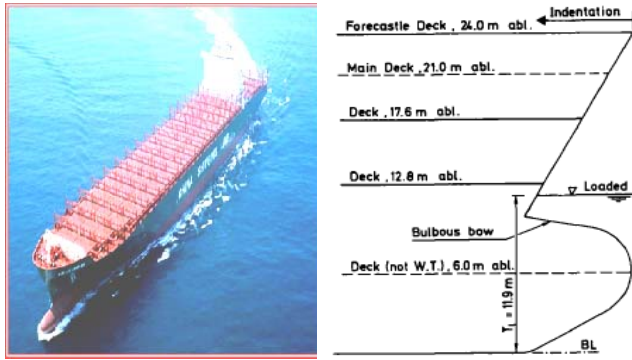 Indentation
Forecastle Deck , 24.0 m abl.
Main Deck , 21.0 m abl.
Deck , 17.6 m abl.
Deck , 12.8 m abl.
Loaded
Bulbous bow
Deck (not W.T.), 6.0 m abl.
TL = 11.9 m
BL